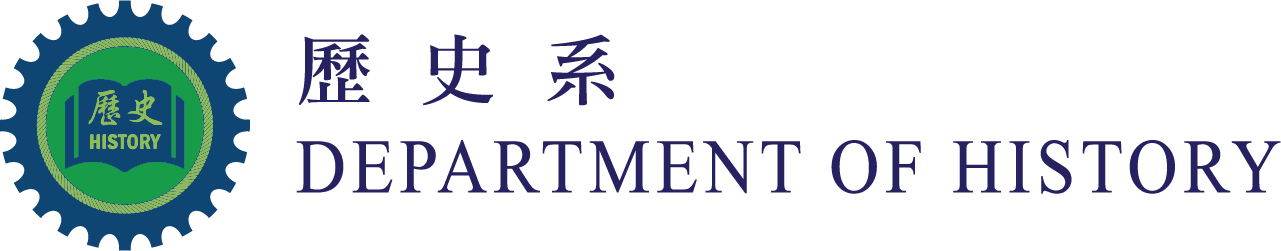 歷史
HISTORY
歷史系
DEPARTMENT OF HISTORY